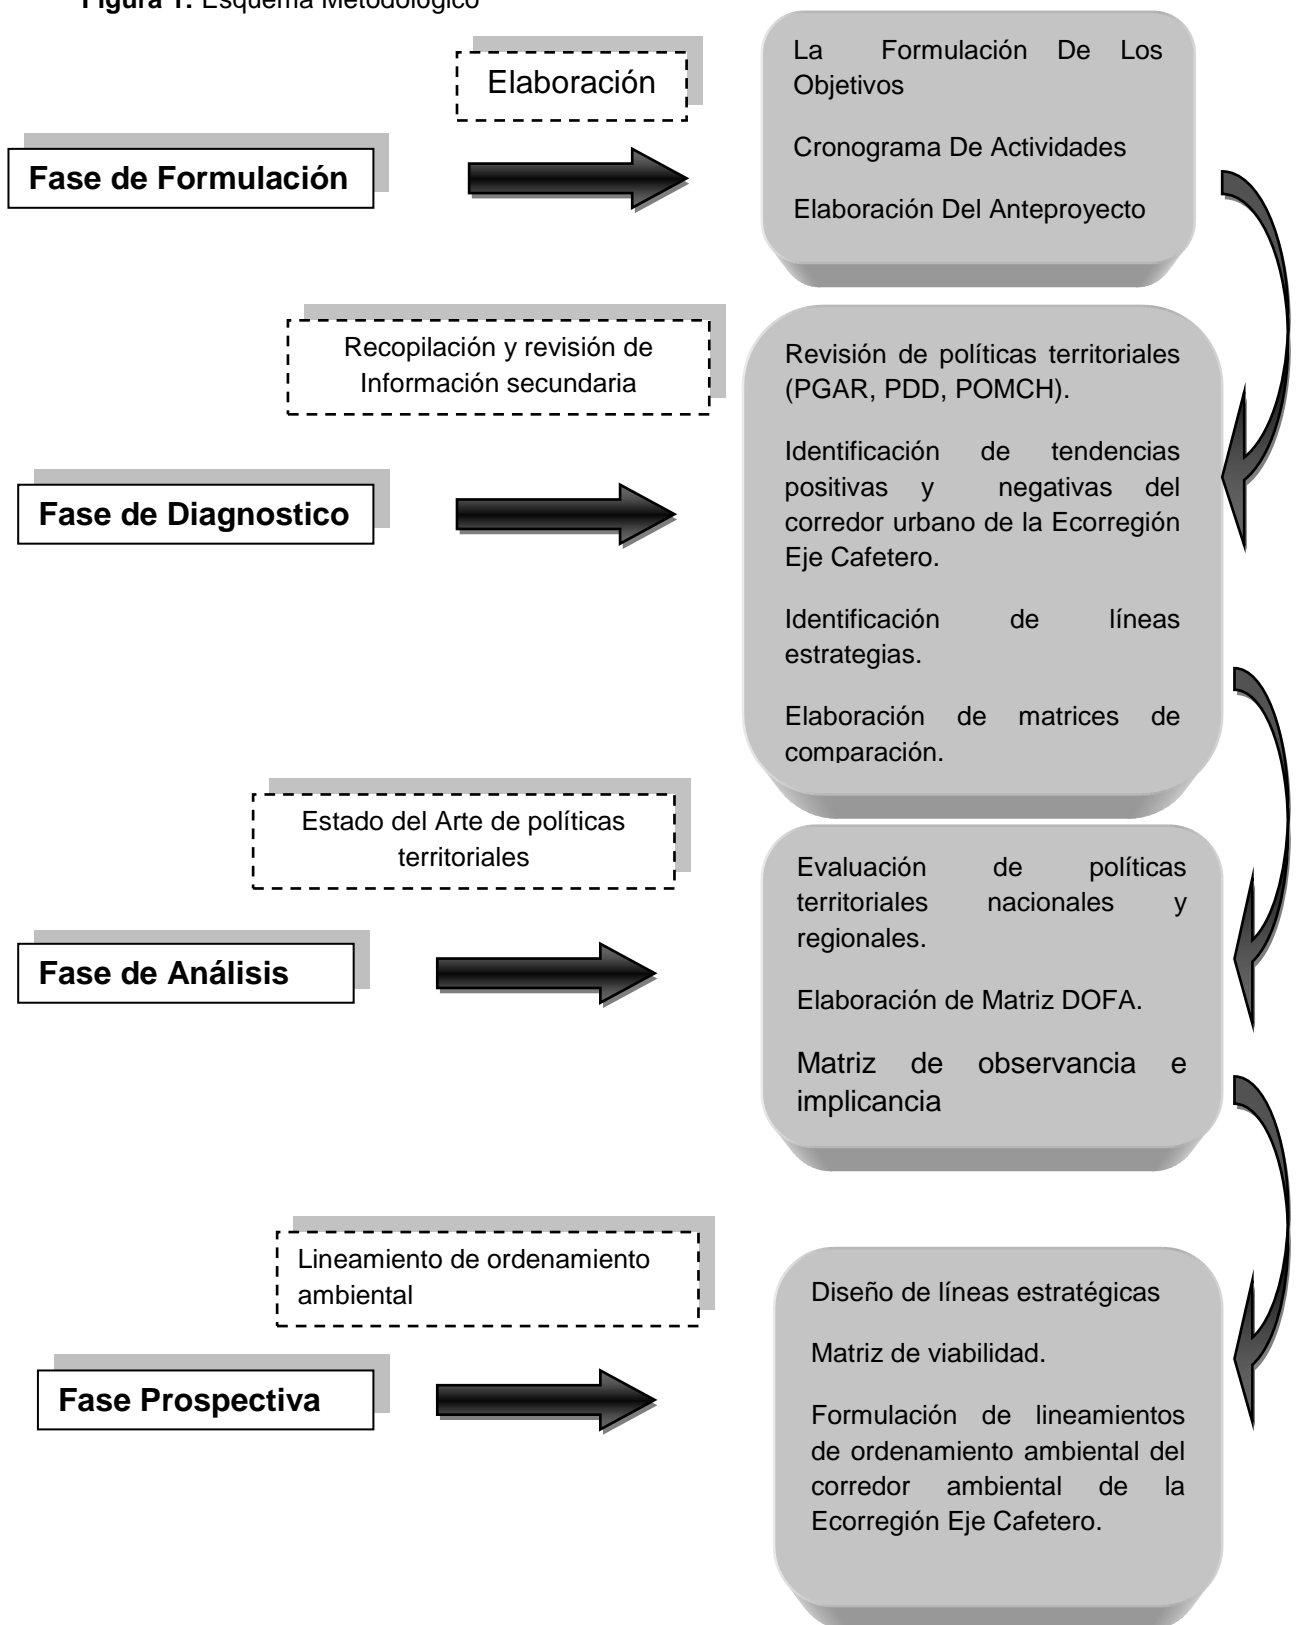 Figura 1. Esquema Metodológico
Elaboración
Fase de Formulación
La Formulación De Los
Objetivos
Cronograma De Actividades
Elaboración Del Anteproyecto
Recopilación y revisión de
Información secundaria
Fase de Diagnostico
Revisión de políticas territoriales
(PGAR, PDD, POMCH).
Identificación de tendencias
positivas y negativas del
corredor urbano de la Ecorregión
Eje Cafetero.
Identificación de líneas
estrategias.
Elaboración de matrices de
comparación.
Estado del Arte de políticas
territoriales
Fase de Análisis
Evaluación de políticas
territoriales nacionales y
regionales.
Elaboración de Matriz DOFA.
Matriz de observancia e
implicancia
Lineamiento de ordenamiento
ambiental
Fase Prospectiva
Diseño de líneas estratégicas
Matriz de viabilidad.
Formulación de lineamientos
de ordenamiento ambiental del
corredor ambiental de la
Ecorregión Eje Cafetero.